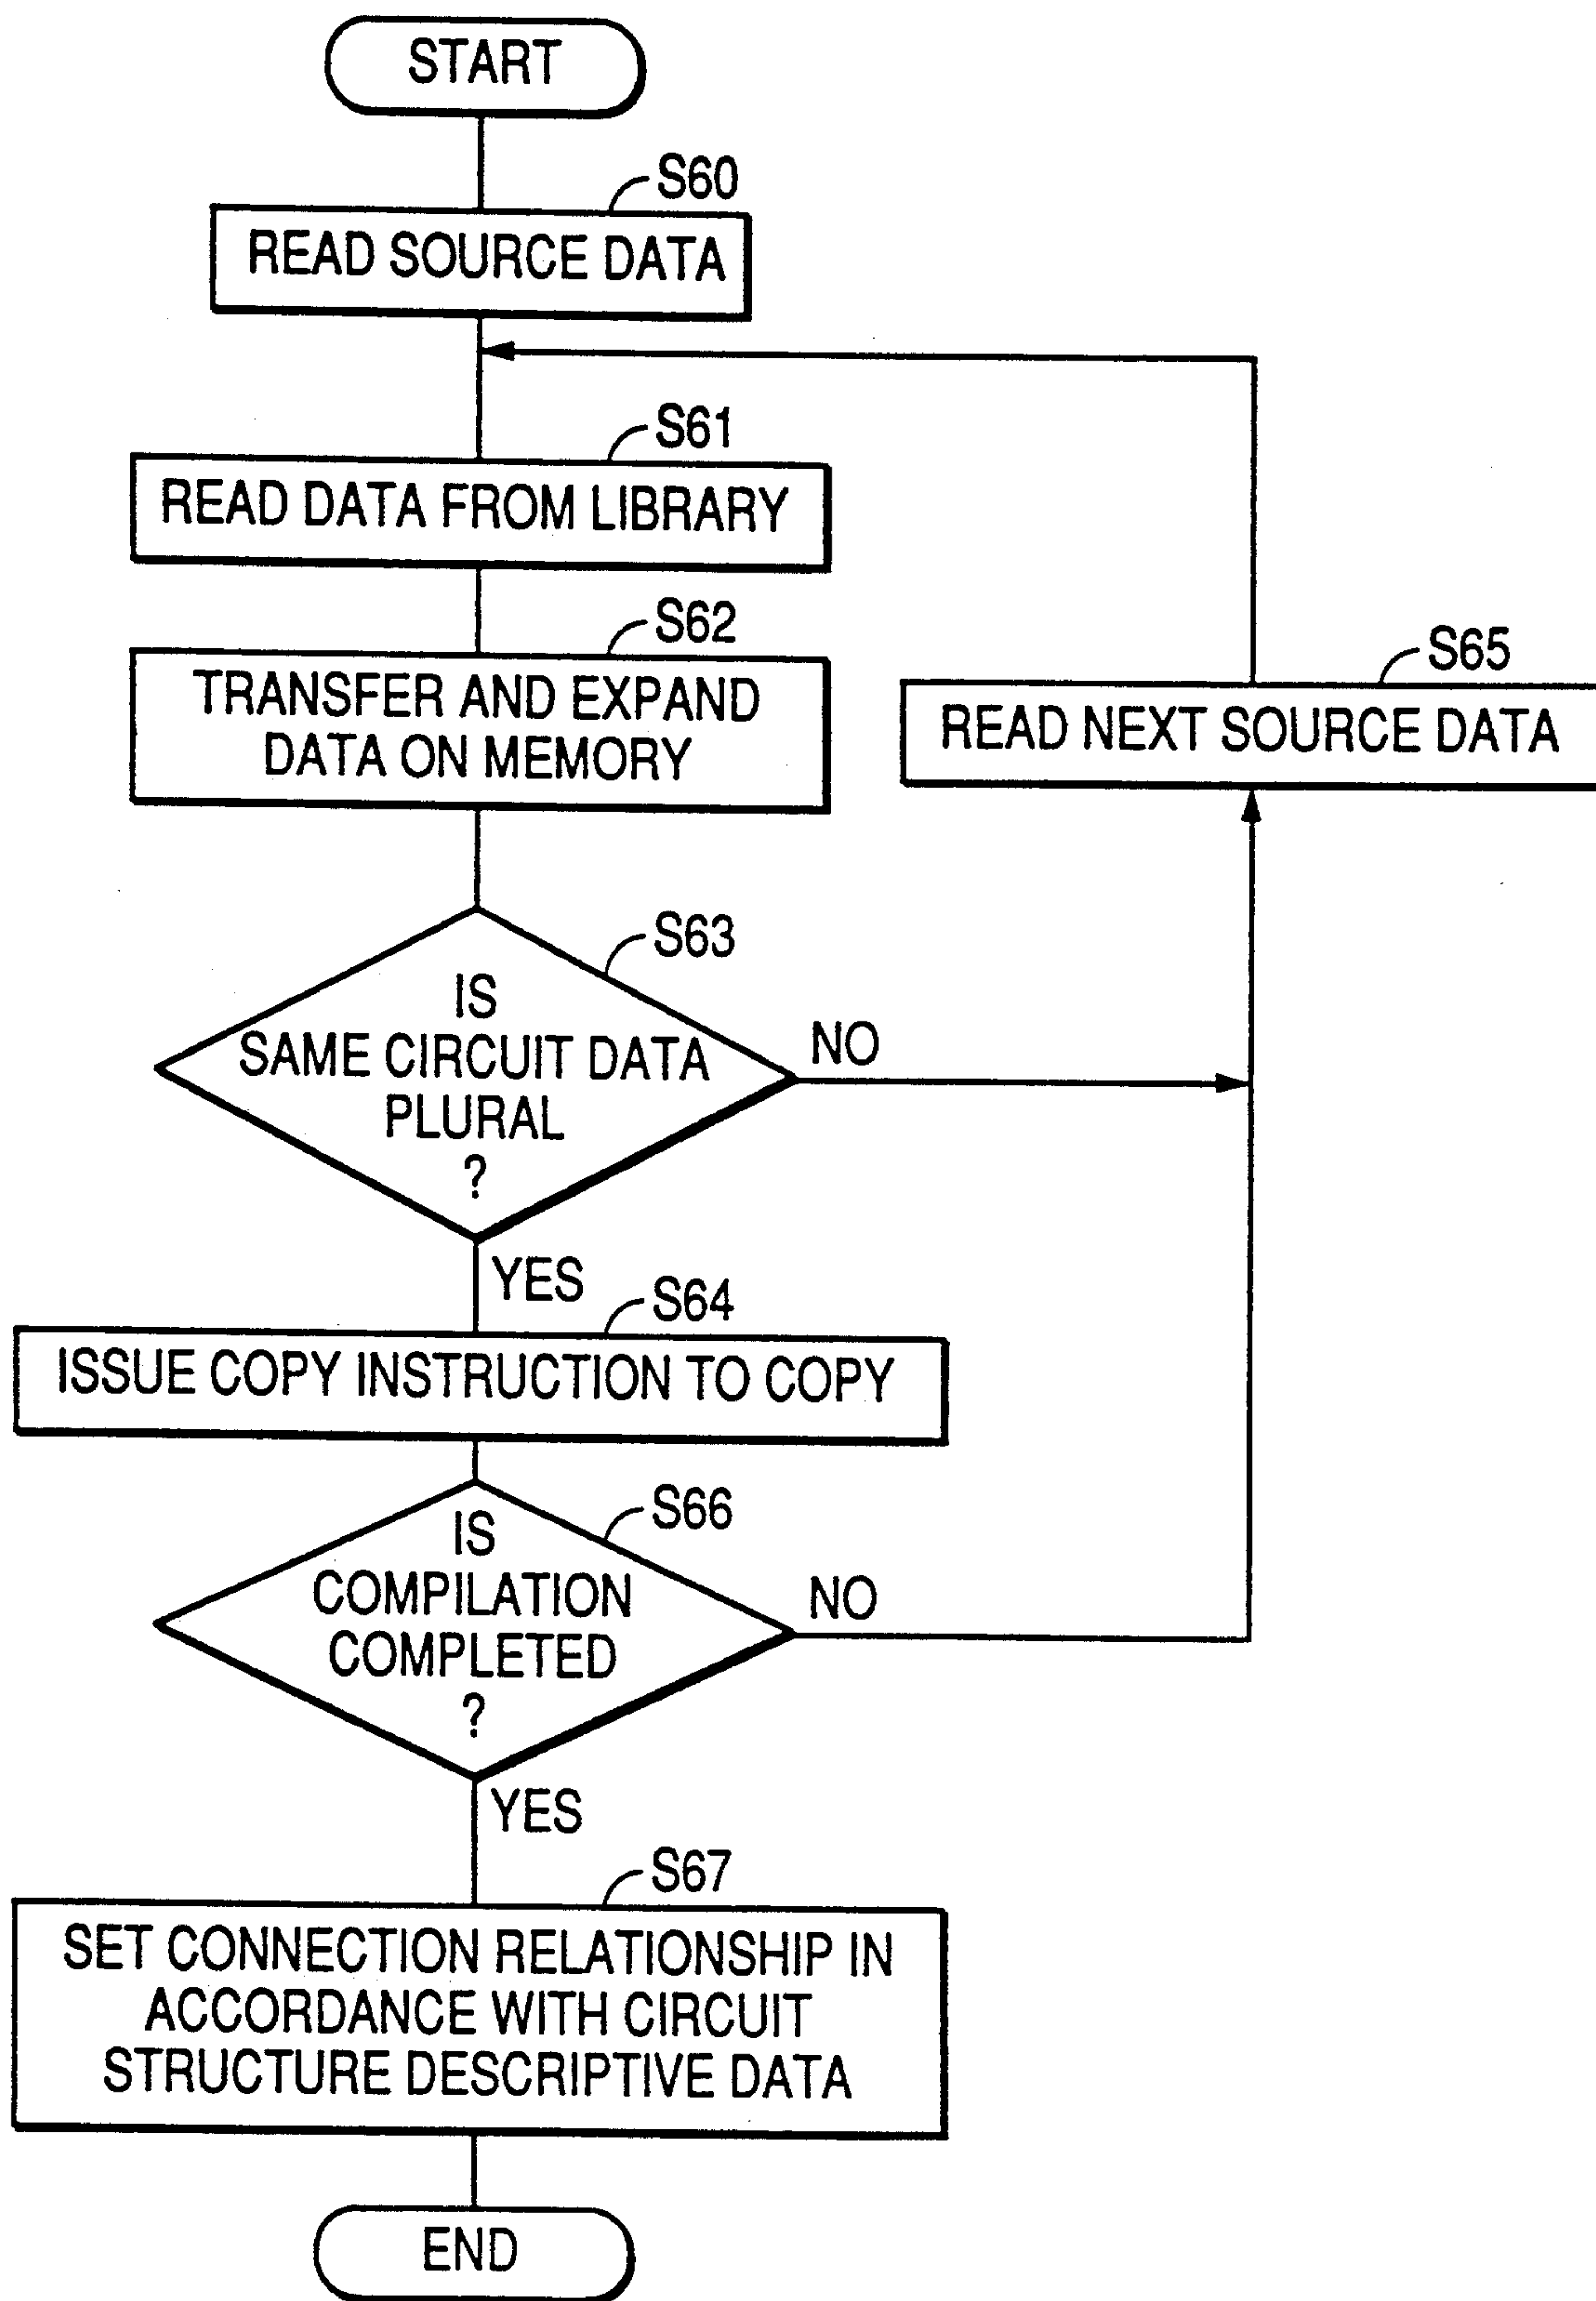 START
S60
READ SOURCE DATA
S61
READ DATA FROM LIBRARY
S62
TRANSFER AND EXPAND
DATA ON MEMORY
S65
READ NEXT SOURCE DATA
S63
IS
SAME CIRCUIT DATA
PLURAL
?
NO
YES
S64
ISSUE COPY INSTRUCTION TO COPY
S66
IS
COMPILATION
COMPLETED
?
NO
YES
S67
SET CONNECTION RELATIONSHIP IN
ACCORDANCE WITH CIRCUIT
STRUCTURE DESCRIPTIVE DATA
END